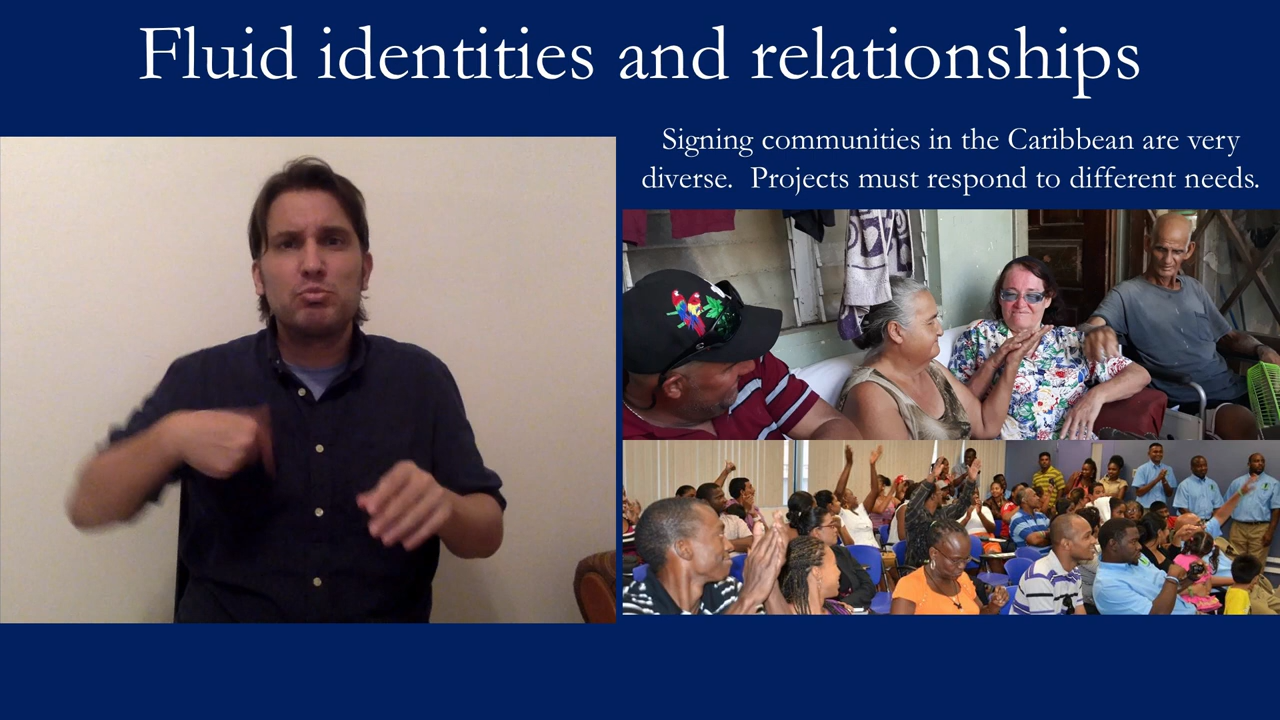 Fluid identities and relationships
Signing communities in the Caribbean are very
diverse.  Projects must respond to different needs.